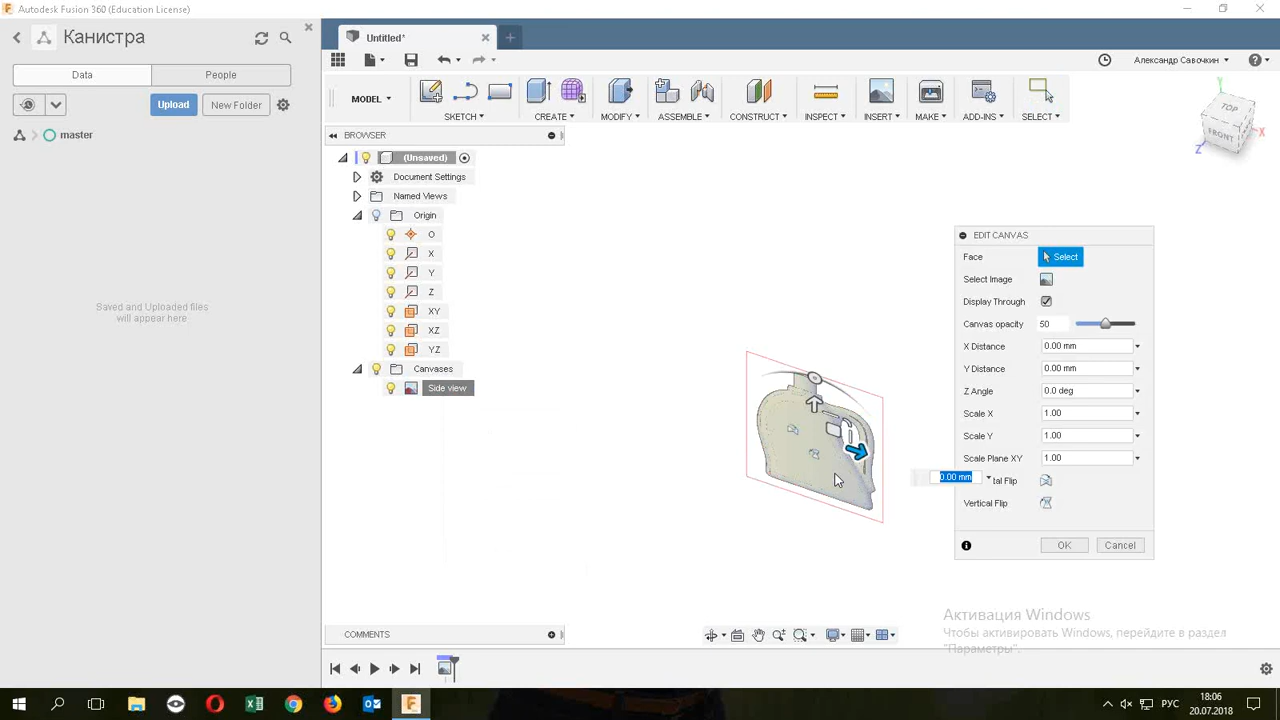 Autodesk Fusion 360 (Education License)
Канистра
Data
People
Upload
New Folder
master
Saved and Uploaded files
will appear here
Untitled*
Александр Савочкин
MODEL
SKETCH
CREATE
MODIFY
ASSEMBLE
CONSTRUCT
INSPECT
INSERT
MAKE
ADD-INS
SELECT
TOP
FRONT
Y
X
Z
BROWSER
(Unsaved)
Document Settings
Named Views
Origin
O
X
Y
Z
XY
XZ
YZ
Canvases
Side view
EDIT CANVAS
Face
Select
Select Image
Display Through
Canvas opacity
50
X Distance
0.00 mm
Y Distance
0.00 mm
Z Angle
0.0 deg
Scale X
1.00
Scale Y
1.00
Scale Plane XY
1.00
0.00 mm
tal Flip
Vertical Flip
OK
Cancel
Активация Windows
Чтобы активировать Windows, перейдите в раздел
"Параметры".
COMMENTS
РУС
18:06
20.07.2018